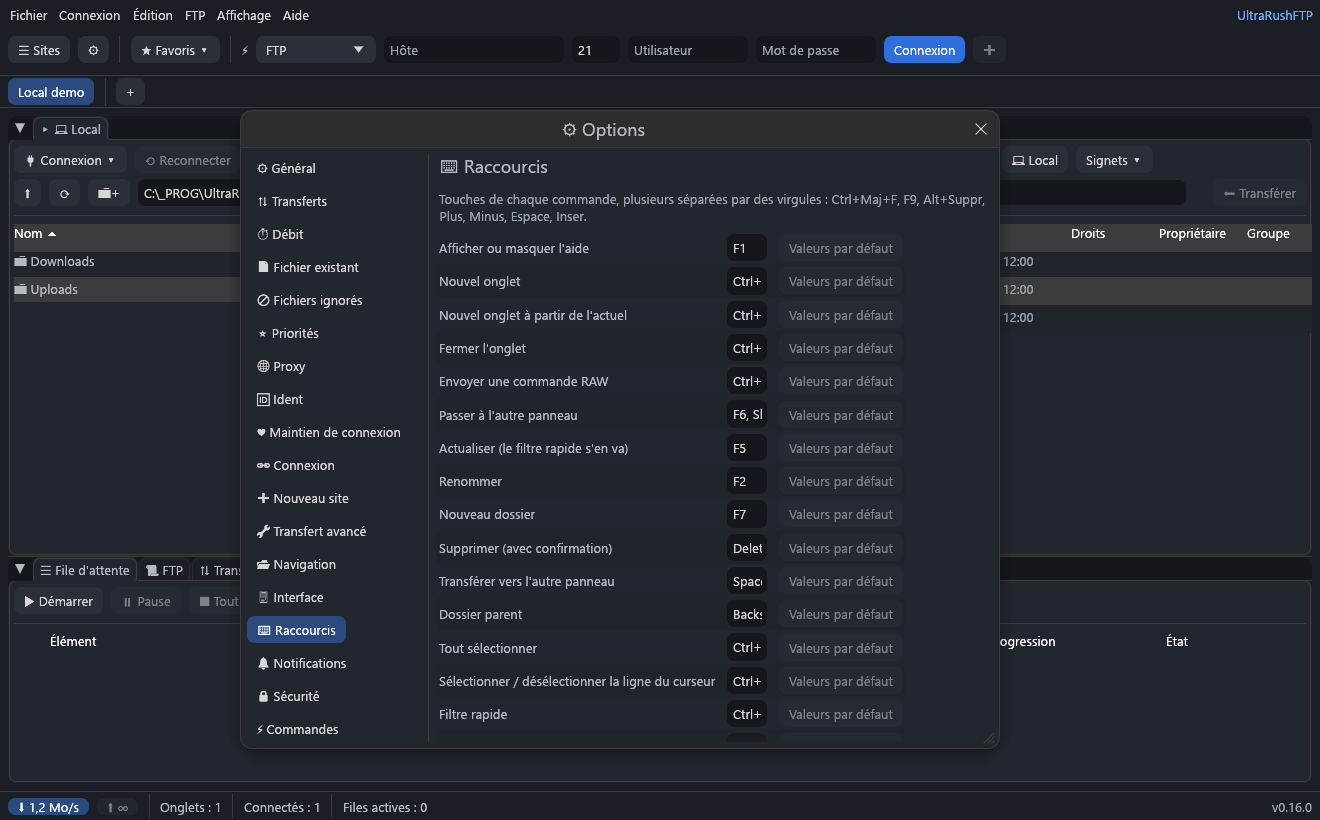 Fichier Connexion Édition FTP Affichage Aide UltraRushFTP
Sites Favoris FTP Hôte 21 Utilisateur Mot de passe Connexion +
Local demo +
Local
Options
Connexion Reconnecter Local Signets
C:\_PROG\UltraR Transférer
Nom Droits Propriétaire Groupe
Downloads 12:00
Uploads 12:00
12:00
Général
Transferts
Débit
Fichier existant
Fichiers ignorés
Priorités
Proxy
Ident
Maintien de connexion
Connexion
Nouveau site
Transfert avancé
Navigation
Interface
Raccourcis
Notifications
Sécurité
Commandes
Raccourcis
Touches de chaque commande, plusieurs séparées par des virgules : Ctrl+Maj+F, F9, Alt+Suppr,
Plus, Minus, Espace, Inser.
Afficher ou masquer l'aide F1 Valeurs par défaut
Nouvel onglet Ctrl+ Valeurs par défaut
Nouvel onglet à partir de l'actuel Ctrl+ Valeurs par défaut
Fermer l'onglet Ctrl+ Valeurs par défaut
Envoyer une commande RAW Ctrl+ Valeurs par défaut
Passer à l'autre panneau F6, Sl Valeurs par défaut
Actualiser (le filtre rapide s'en va) F5 Valeurs par défaut
Renommer F2 Valeurs par défaut
Nouveau dossier F7 Valeurs par défaut
Supprimer (avec confirmation) Delet Valeurs par défaut
Transférer vers l'autre panneau Spac Valeurs par défaut
Dossier parent Backs Valeurs par défaut
Tout sélectionner Ctrl+ Valeurs par défaut
Sélectionner / désélectionner la ligne du curseur Ctrl+ Valeurs par défaut
Filtre rapide Ctrl+ Valeurs par défaut
File d'attente FTP Trans
Démarrer Pause Tout
Élément ogression État
1,2 Mo/s ∞ Onglets : 1 Connectés : 1 Files actives : 0 v0.16.0